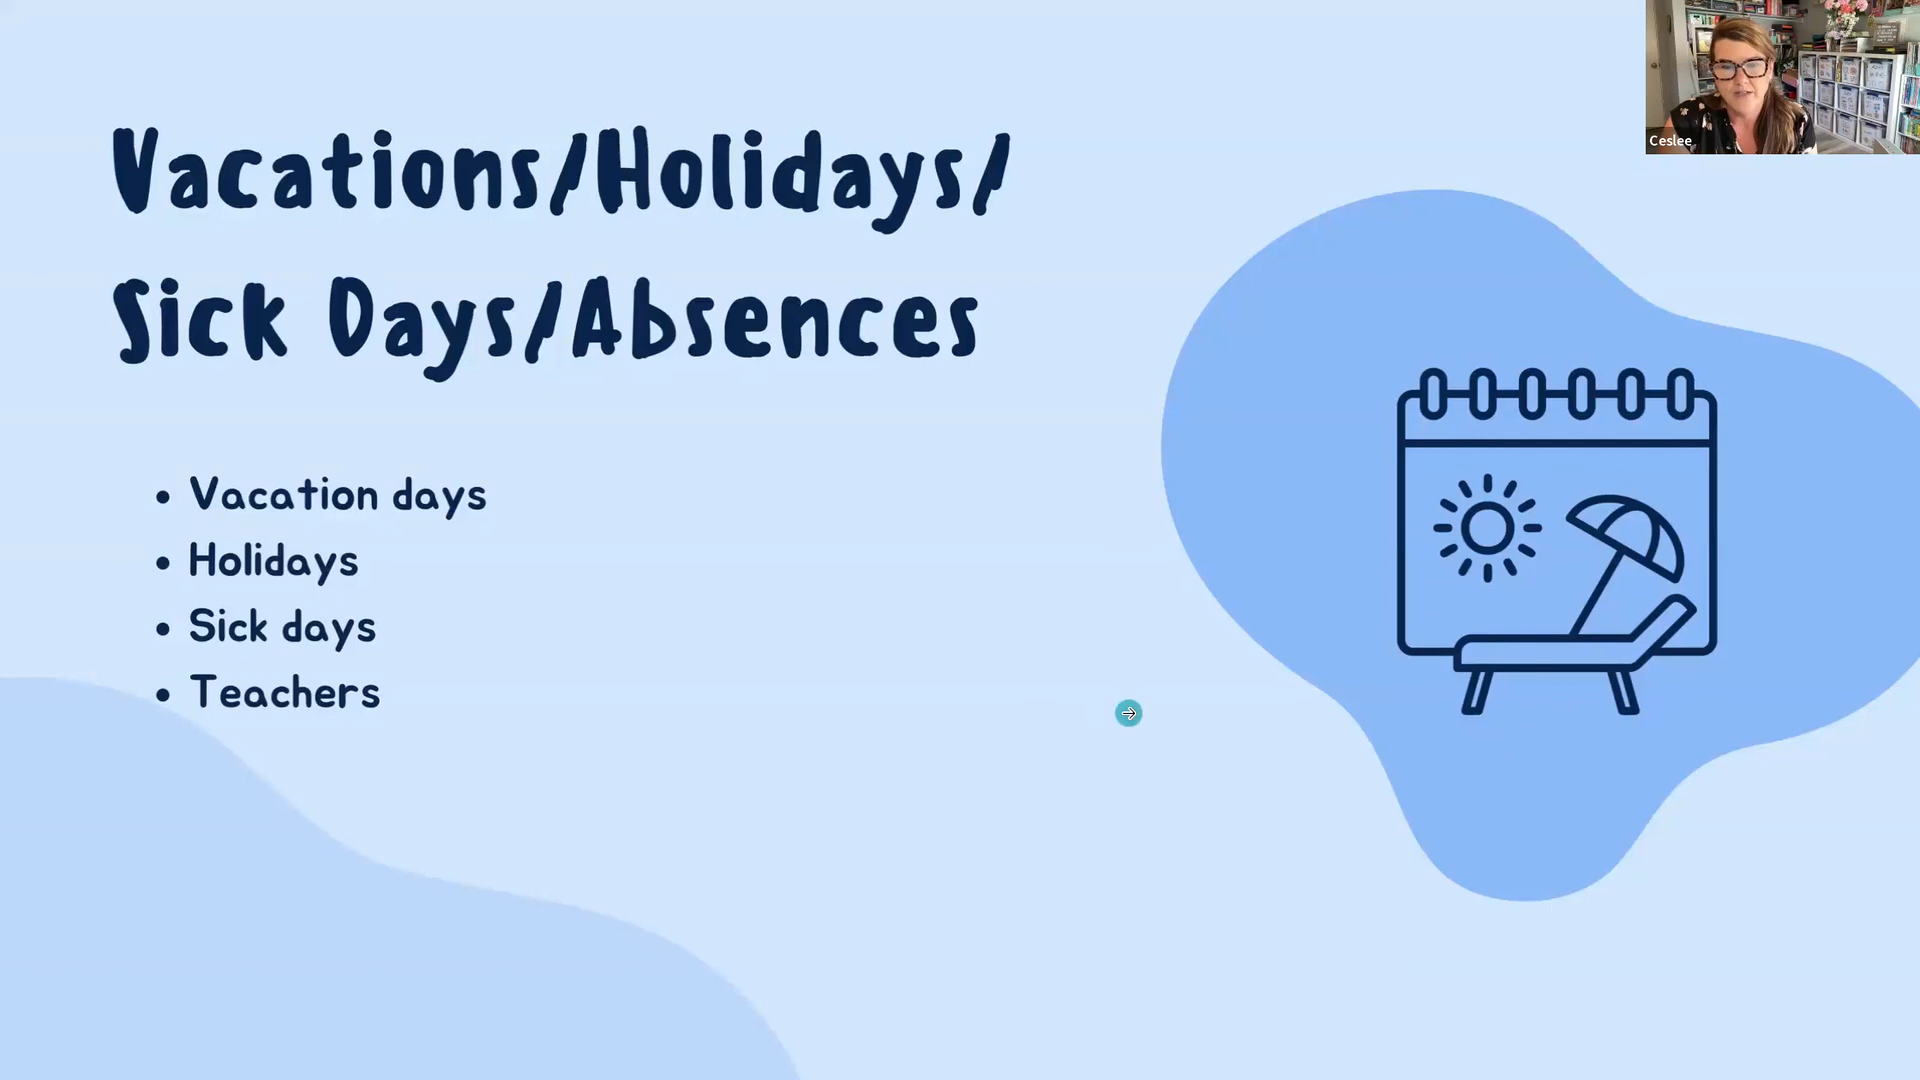 Vacations/Holidays/
Sick Days/Absences
• Vacation days
• Holidays
• Sick days
• Teachers
Ceslee